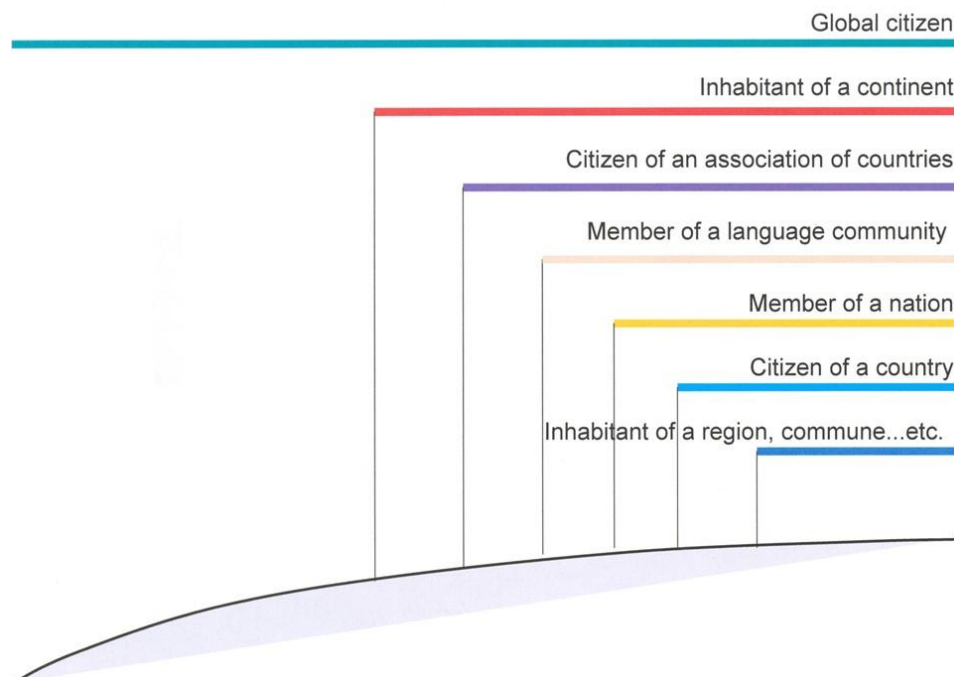 Global citizen
Inhabitant of a continent
Citizen of an association of countries
Member of a language community
Member of a nation
Citizen of a country
Inhabitant of a region, commune...etc.